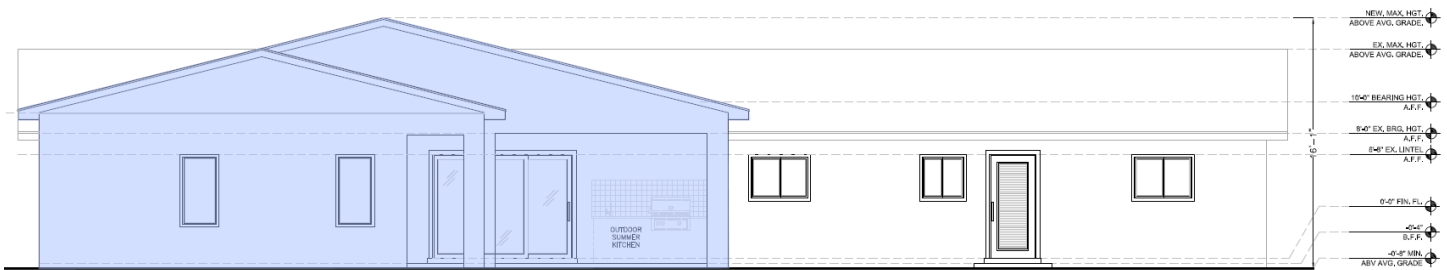 NEW, MAX, HGT.
ABOVE AVG. GRADE.
EX, MAX, HGT.
ABOVE AVG. GRADE.
10'-0" BEARING HGT.
A.F.F.
8'-0" EX, BRG, HGT.
A.F.F.
16'-1"
6'-8" EX. LINTEL
A.F.F.
0'-0" FIN. FL.
OUTDOOR
SUMMER
KITCHEN
-0'-4"
B.F.F.
-0'-8" MIN.
ABV AVG, GRADE